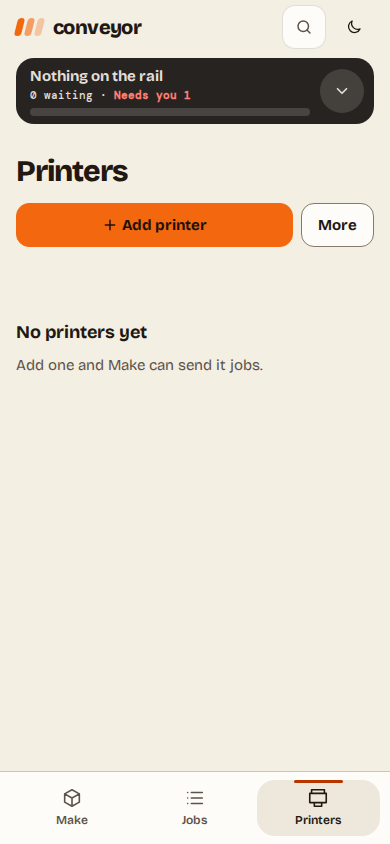 conveyor
Nothing on the rail
0 waiting · Needs you 1
Printers
+ Add printer
More
No printers yet
Add one and Make can send it jobs.
Make
Jobs
Printers